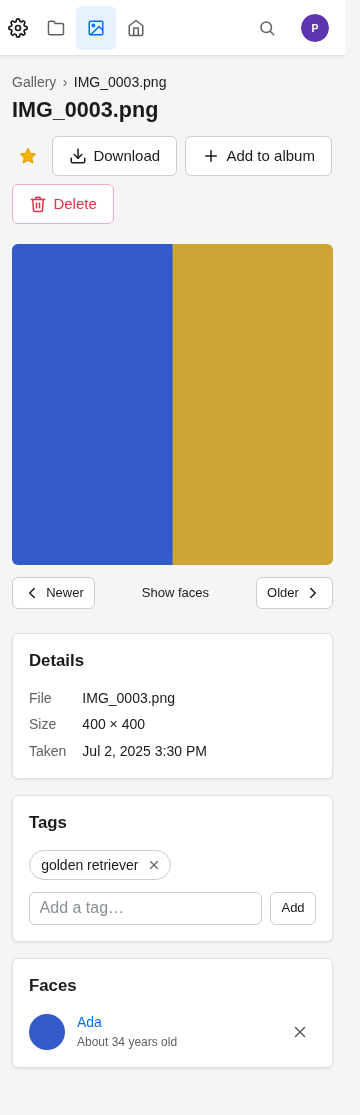 P
Gallery › IMG_0003.png
IMG_0003.png
Download
Add to album
Delete
Newer
Show faces
Older
Details
File IMG_0003.png
Size 400 × 400
Taken Jul 2, 2025 3:30 PM
Tags
golden retriever
Add a tag…
Add
Faces
Ada
About 34 years old